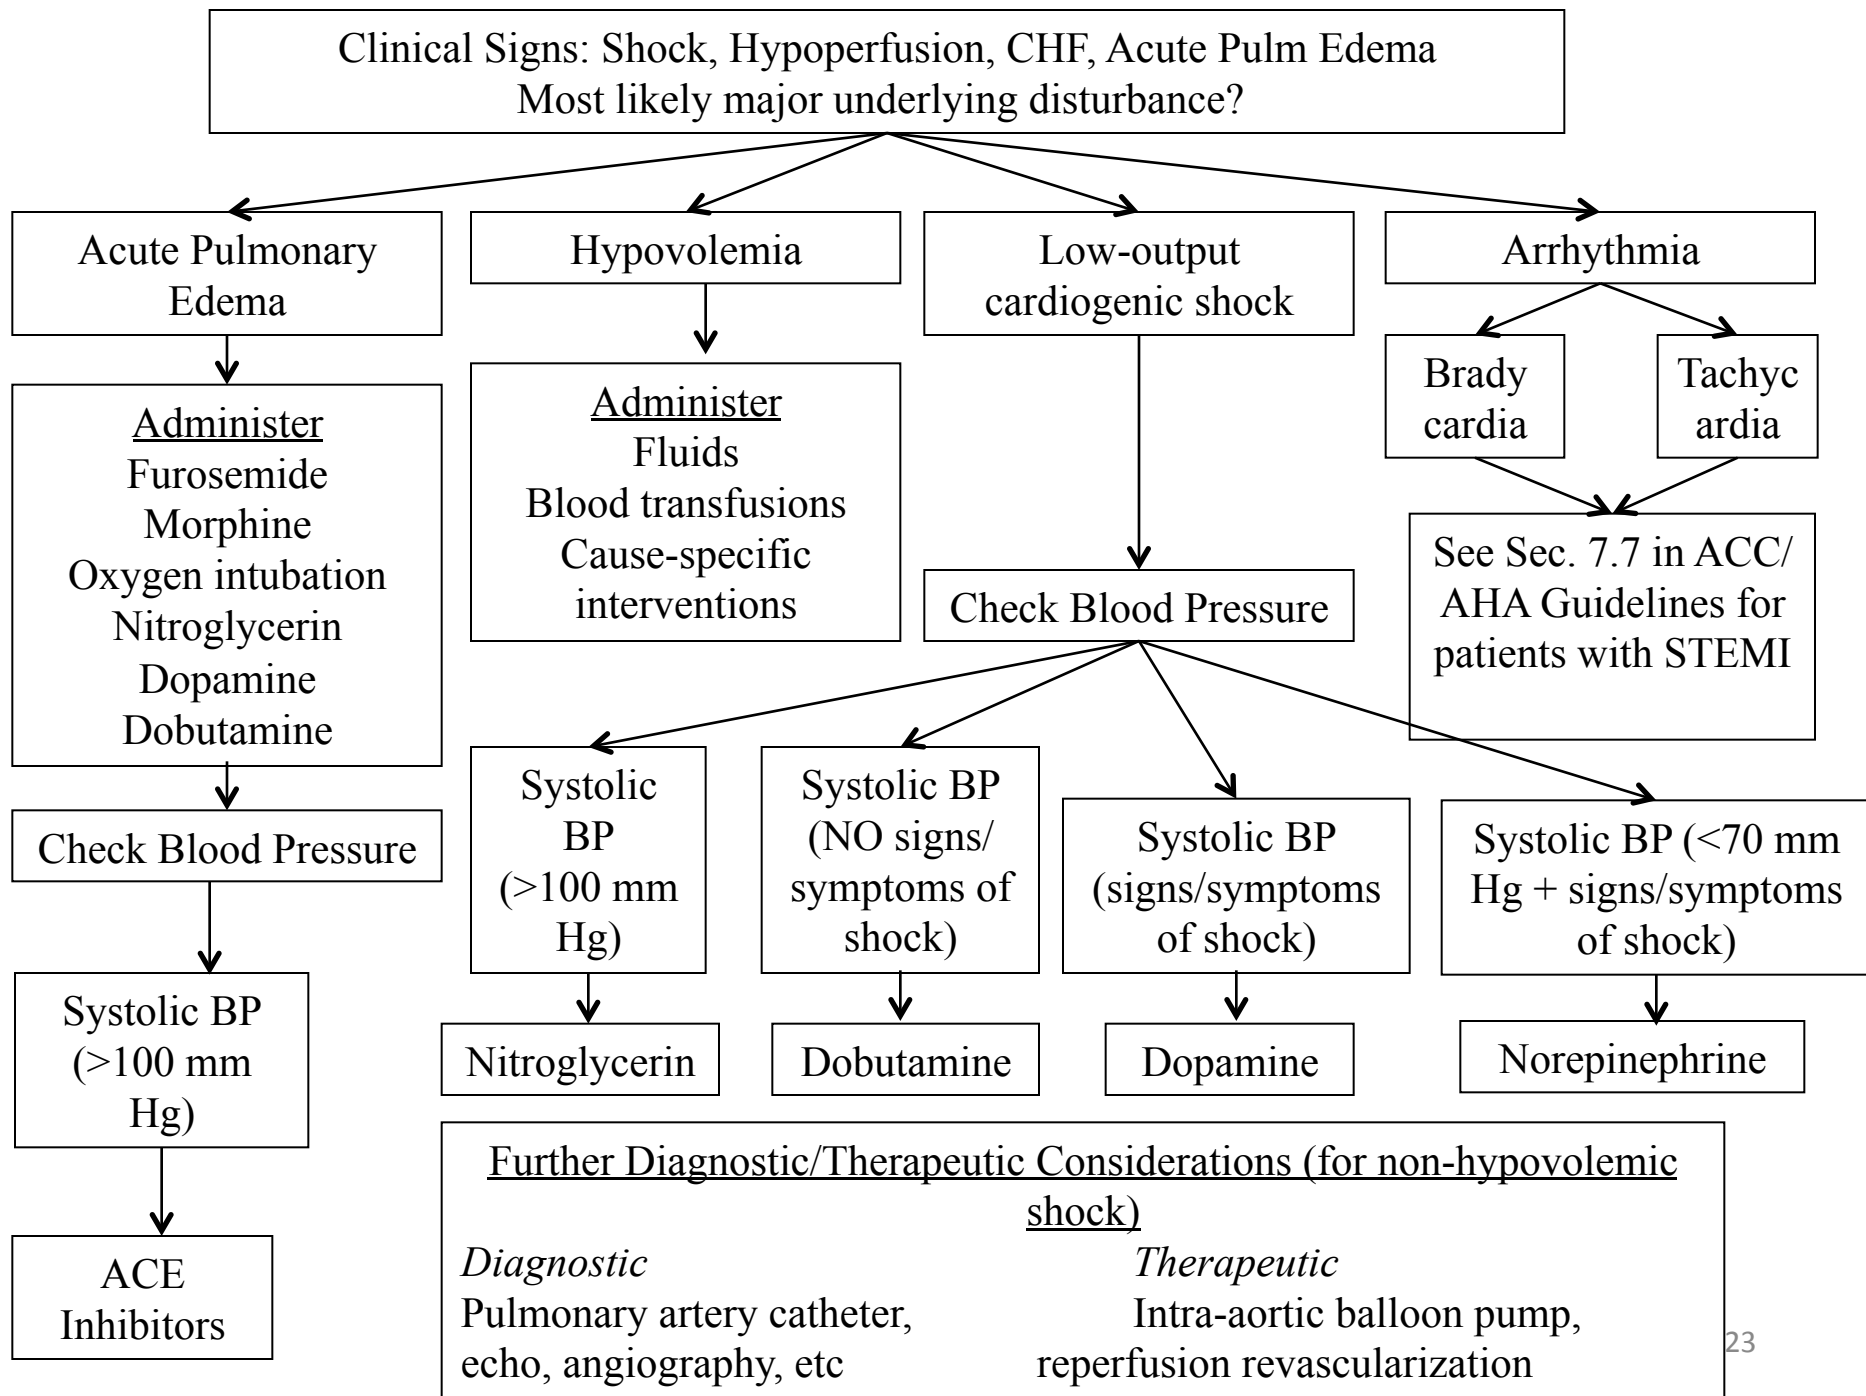 Clinical Signs: Shock, Hypoperfusion, CHF, Acute Pulm Edema
Most likely major underlying disturbance?
Acute Pulmonary
Edema
Hypovolemia
Low-output
cardiogenic shock
Arrhythmia
Brady
cardia
Tachyc
ardia
Administer
Furosemide
Morphine
Oxygen intubation
Nitroglycerin
Dopamine
Dobutamine
Administer
Fluids
Blood transfusions
Cause-specific
interventions
Check Blood Pressure
See Sec. 7.7 in ACC/
AHA Guidelines for
patients with STEMI
Check Blood Pressure
Systolic
BP
(>100 mm
Hg)
Systolic BP
(NO signs/
symptoms of
shock)
Systolic BP
(signs/symptoms
of shock)
Systolic BP (<70 mm
Hg + signs/symptoms
of shock)
Systolic BP
(>100 mm
Hg)
Nitroglycerin
Dobutamine
Dopamine
Norepinephrine
ACE
Inhibitors
Further Diagnostic/Therapeutic Considerations (for non-hypovolemic
shock)
Diagnostic Therapeutic
Pulmonary artery catheter, Intra-aortic balloon pump,
echo, angiography, etc reperfusion revascularization
23